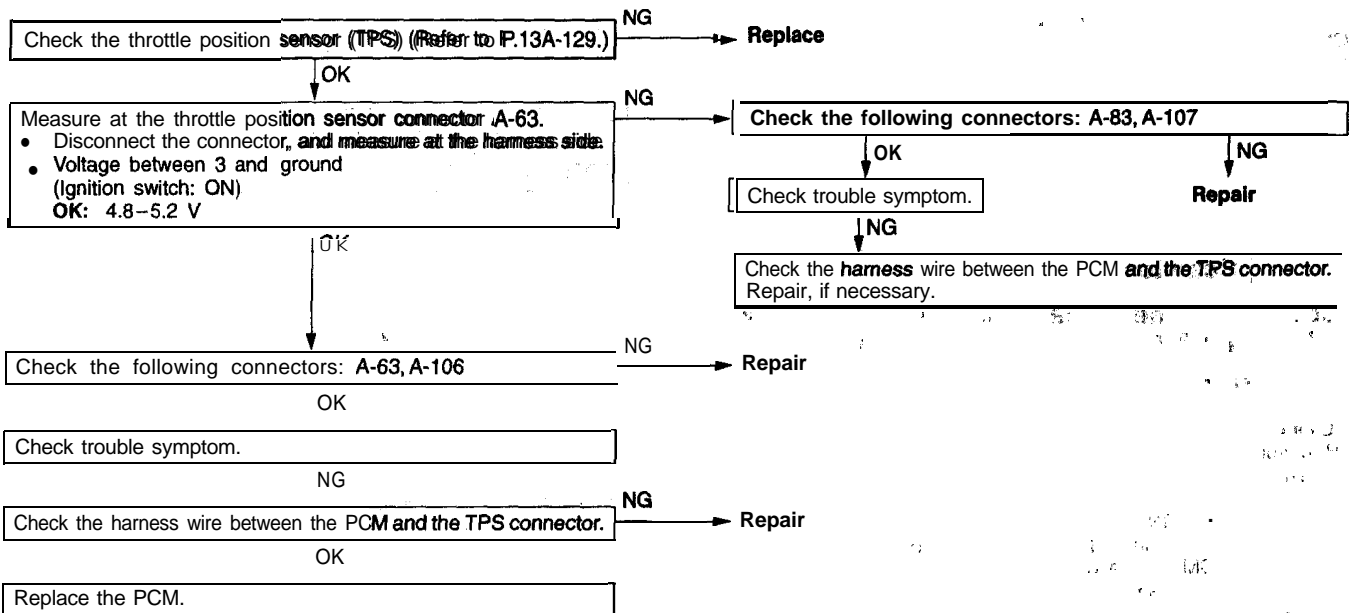 NG
Check the throttle position sensor (TPS) (Refer to P.13A-129.)
Replace
OK
NG
Measure at the throttle position sensor connector A-63.
• Disconnect the connector, and measure at the harness side.
• Voltage between 3 and ground
(Ignition switch: ON)
OK: 4.8–5.2 V
Check the following connectors: A-83, A-107
OK
NG
Check trouble symptom.
Repair
NG
Check the harness wire between the PCM and the TPS connector.
Repair, if necessary.
OK
NG
Check the following connectors: A-63, A-106
Repair
OK
Check trouble symptom.
NG
NG
Check the harness wire between the PCM and the TPS connector.
Repair
OK
Replace the PCM.